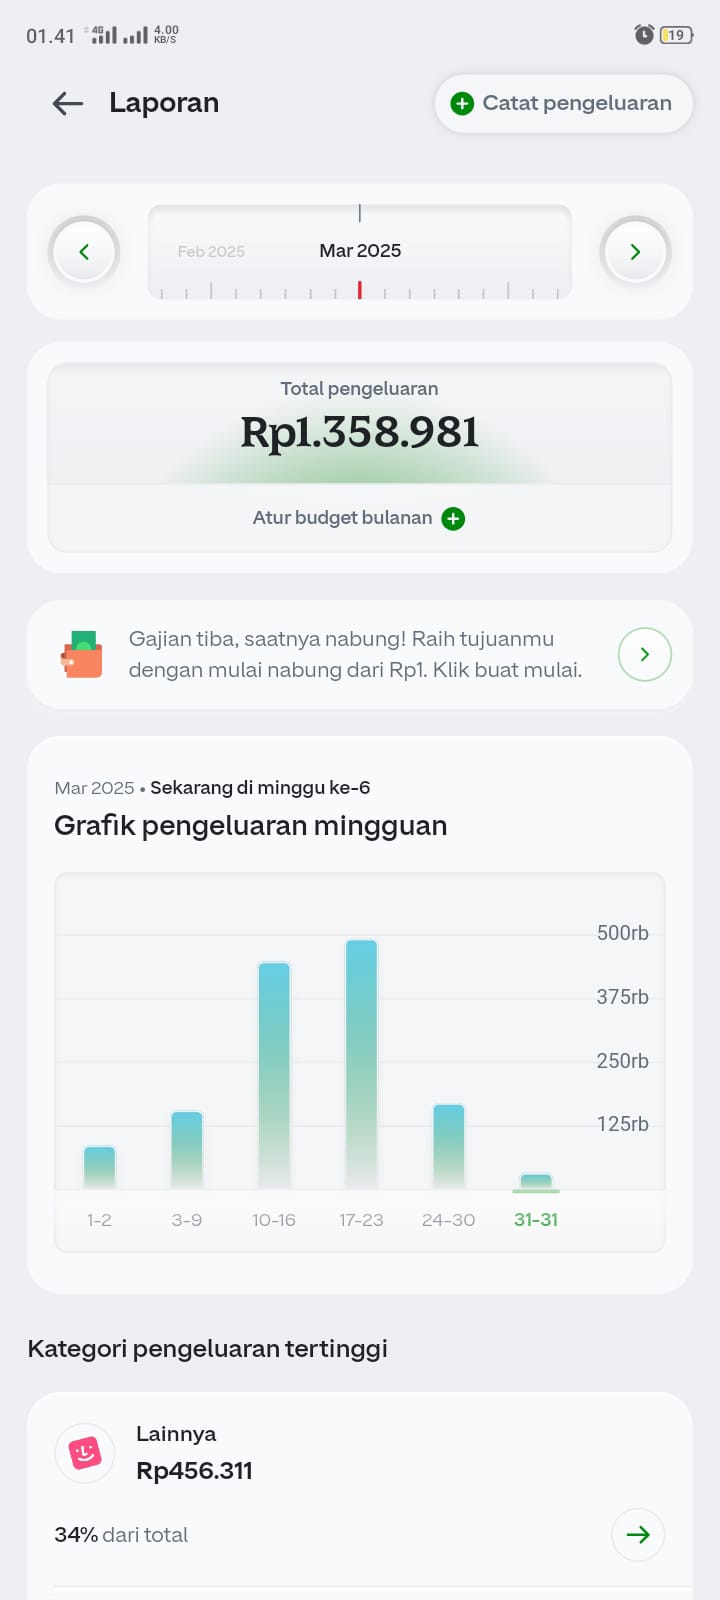 01.41 4G 4.00 KB/S 19
Laporan
Catat pengeluaran
Feb 2025 Mar 2025
Total pengeluaran
Rp1.358.981
Atur budget bulanan
Gajian tiba, saatnya nabung! Raih tujuanmu
dengan mulai nabung dari Rp1. Klik buat mulai.
Mar 2025 • Sekarang di minggu ke-6
Grafik pengeluaran mingguan
500rb
375rb
250rb
125rb
1-2 3-9 10-16 17-23 24-30 31-31
Kategori pengeluaran tertinggi
Lainnya
Rp456.311
34% dari total